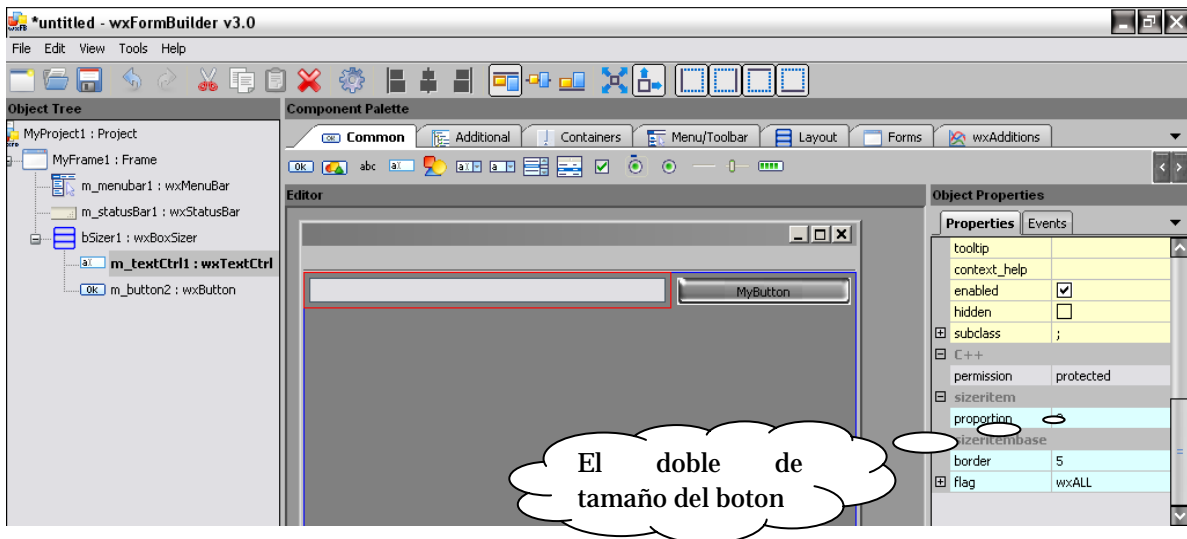 *untitled - wxFormBuilder v3.0
File Edit View Tools Help
Object Tree
Component Palette
MyProject1 : Project
MyFrame1 : Frame
m_menubar1 : wxMenuBar
m_statusBar1 : wxStatusBar
bSizer1 : wxBoxSizer
m_textCtrl1 : wxTextCtrl
m_button2 : wxButton
Common Additional Containers Menu/Toolbar Layout Forms wxAdditions
OK abc
Editor
MyButton
Object Properties
Properties Events
tooltip
context_help
enabled
hidden
subclass ;
C++
permission protected
sizeritem
proportion
sizeritembase
border 5
flag wxALL
El doble de
tamaño del boton